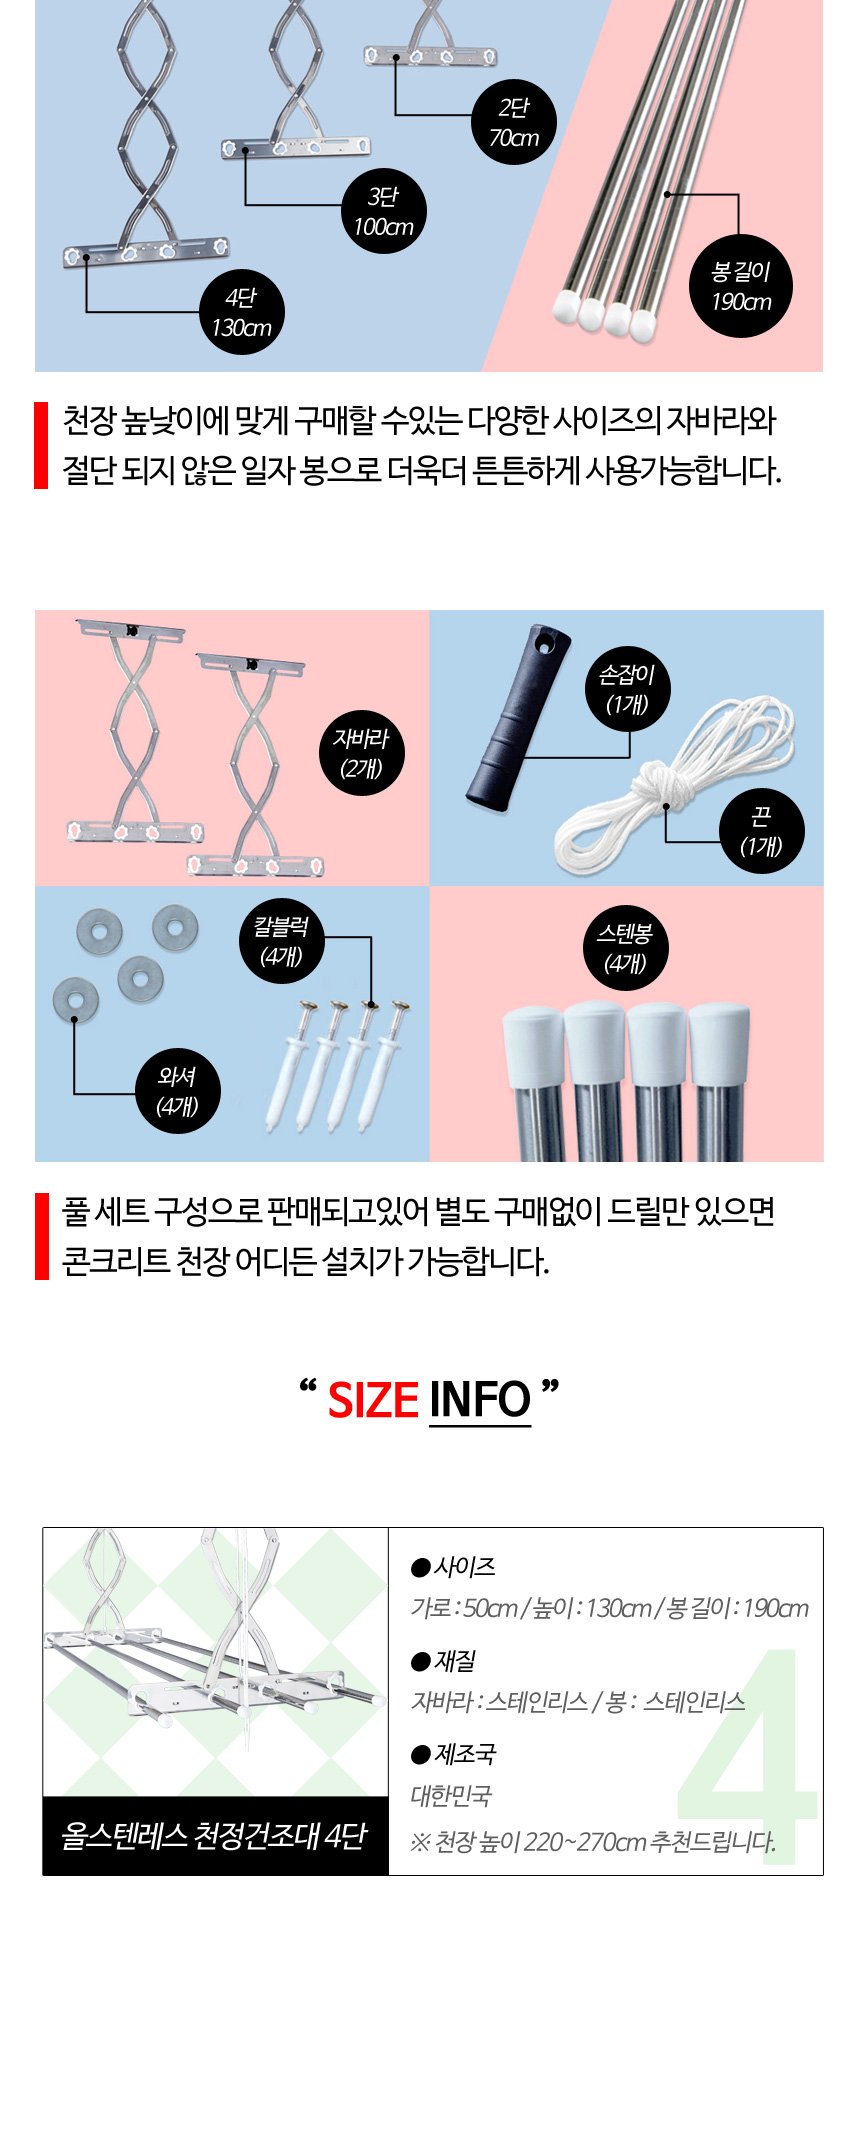 2단
70cm
3단
100cm
4단
130cm
봉 길이
190cm
천장 높낮이에 맞게 구매할 수있는 다양한 사이즈의 자바라와
절단 되지 않은 일자 봉으로 더욱더 튼튼하게 사용가능합니다.
자바라
(2개)
손잡이
(1개)
끈
(1개)
칼블럭
(4개)
와셔
(4개)
스텐봉
(4개)
풀 세트 구성으로 판매되고있어 별도 구매없이 드릴만 있으면
콘크리트 천장 어디든 설치가 가능합니다.
“ SIZE INFO ”
● 사이즈
가로 : 50cm / 높이 : 130cm / 봉 길이 : 190cm
● 재질
자바라 : 스테인리스 / 봉 : 스테인리스
● 제조국
대한민국
※ 천장 높이 220~270cm 추천드립니다.
4
올스텐레스 천정건조대 4단